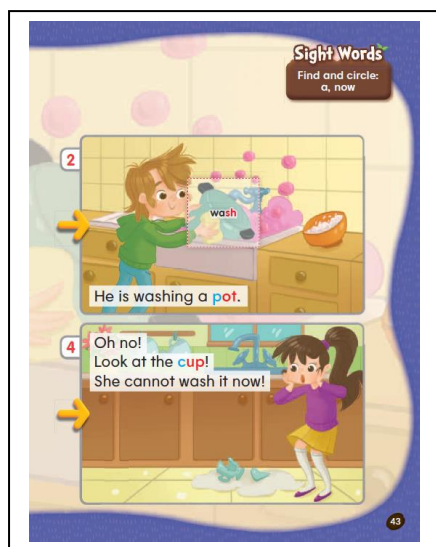 Sight Words
Find and circle:
a, now
2
wash
He is washing a pot.
4
Oh no!
Look at the cup!
She cannot wash it now!
43